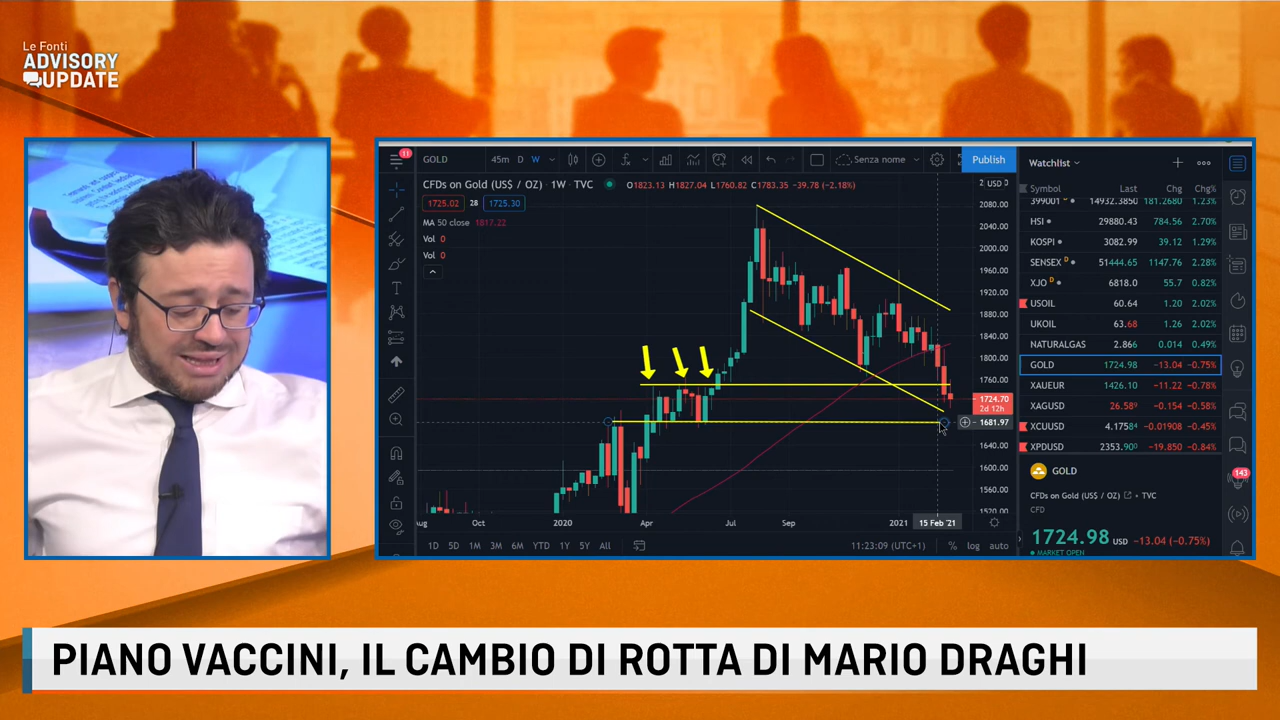 Le Fonti
ADVISORY
UPDATE
11
GOLD
45m D W
Senza nome
Publish
CFDs on Gold (US$ / OZ) · 1W · TVC
O1823.13 H1827.04 L1760.82 C1783.35 -39.78 (-2.18%)
1725.02 28 1725.30
MA 50 close 1817.22
Vol 0
Vol 0
USD
2080.00
2040.00
2000.00
1960.00
1920.00
1880.00
1840.00
1800.00
1760.00
1724.70
2d 12h
1681.97
1640.00
1600.00
1560.00
1520.00
Oct 2020 Apr Jul Sep 2021 15 Feb '21
1D 5D 1M 3M 6M YTD 1Y 5Y All
11:23:09 (UTC+1) % log auto
Watchlist
Symbol Last Chg Chg%
399001 D 14932.3850 181.2680 1.23%
HSI 29880.43 784.56 2.70%
KOSPI 3082.99 39.12 1.29%
SENSEX D 51444.65 1147.76 2.28%
XJO D 6818.0 55.7 0.82%
USOIL 60.64 1.20 2.02%
UKOIL 63.68 1.26 2.02%
NATURALGAS 2.866 0.014 0.49%
GOLD 1724.98 -13.04 -0.75%
XAUEUR 1426.10 -11.22 -0.78%
XAGUSD 26.589 -0.154 -0.58%
XCUUSD 4.1758 -0.01908 -0.45%
XPDUSD 2353.900 -19.850 -0.84%
GOLD
CFDs on Gold (US$ / OZ) • TVC
CFD
1724.98 USD -13.04 (-0.75%)
MARKET OPEN
143
PIANO VACCINI, IL CAMBIO DI ROTTA DI MARIO DRAGHI